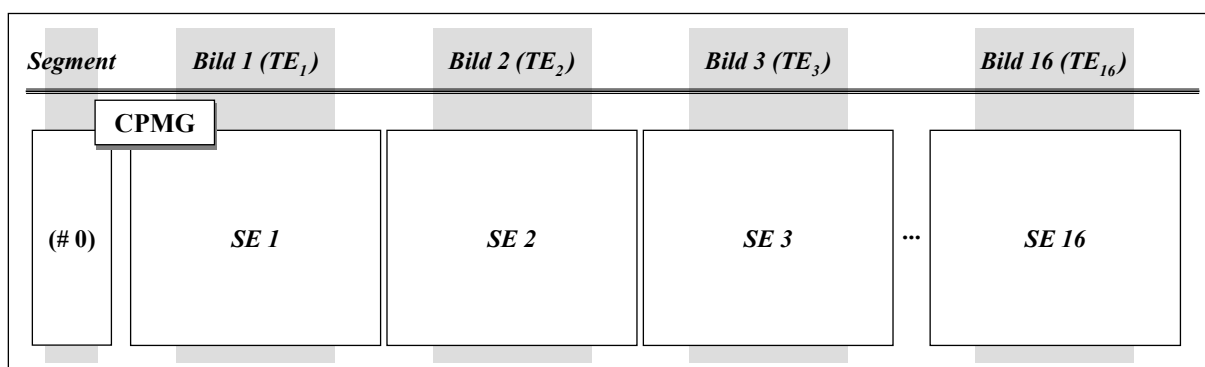 Segment Bild 1 (TE₁) Bild 2 (TE₂) Bild 3 (TE₃) Bild 16 (TE₁₆)
CPMG
(# 0) SE 1 SE 2 SE 3 ... SE 16